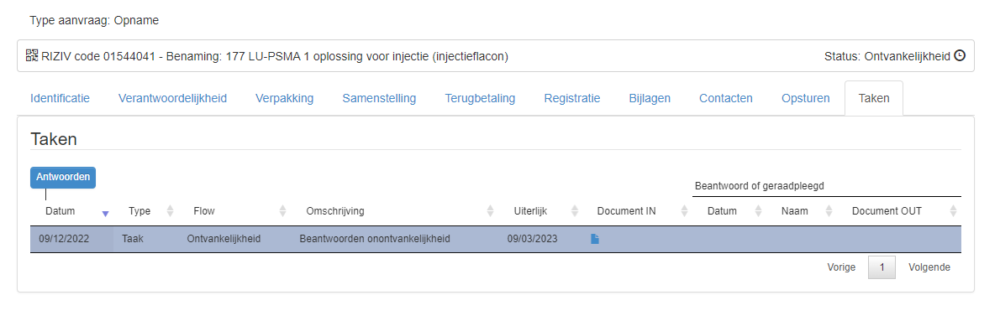 Type aanvraag: Opname
RIZIV code 01544041 - Benaming: 177 LU-PSMA 1 oplossing voor injectie (injectieflacon) Status: Ontvankelijkheid
Identificatie Verantwoordelijkheid Verpakking Samenstelling Terugbetaling Registratie Bijlagen Contacten Opsturen Taken
Taken
Antwoorden
Beantwoord of geraadpleegd
Datum Type Flow Omschrijving Uiterlijk Document IN Datum Naam Document OUT
09/12/2022 Taak Ontvankelijkheid Beantwoorden onontvankelijkheid 09/03/2023
Vorige 1 Volgende